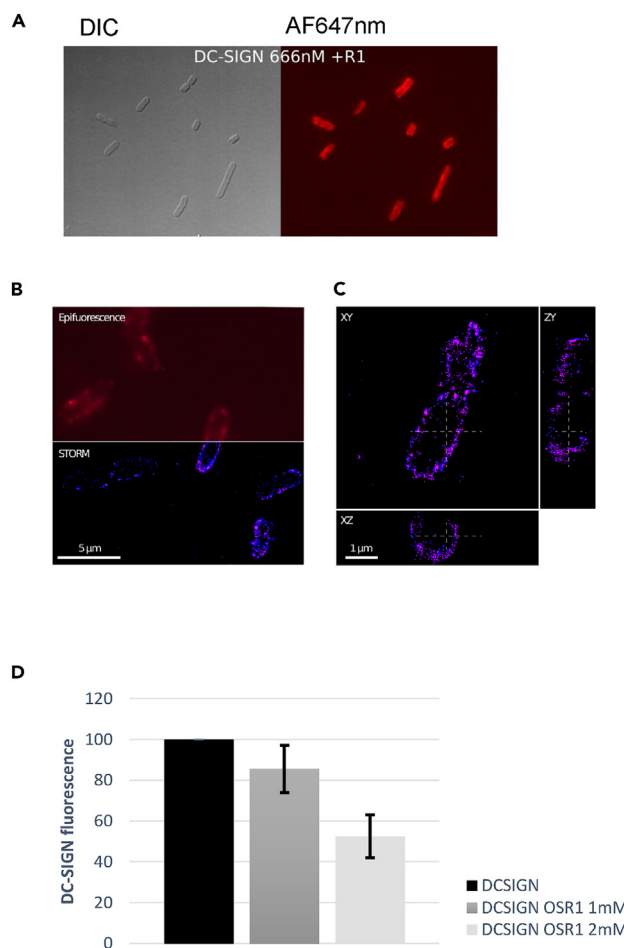 A
DIC
AF647nm
DC-SIGN 666nM +R1
B
Epifuorescence
STORM
5 µm
C
XY
ZY
XZ
1 µm
D
DC-SIGN fluorescence
120
100
80
60
40
20
0
DCSIGN
DCSIGN OSR1 1mM
DCSIGN OSR1 2mM